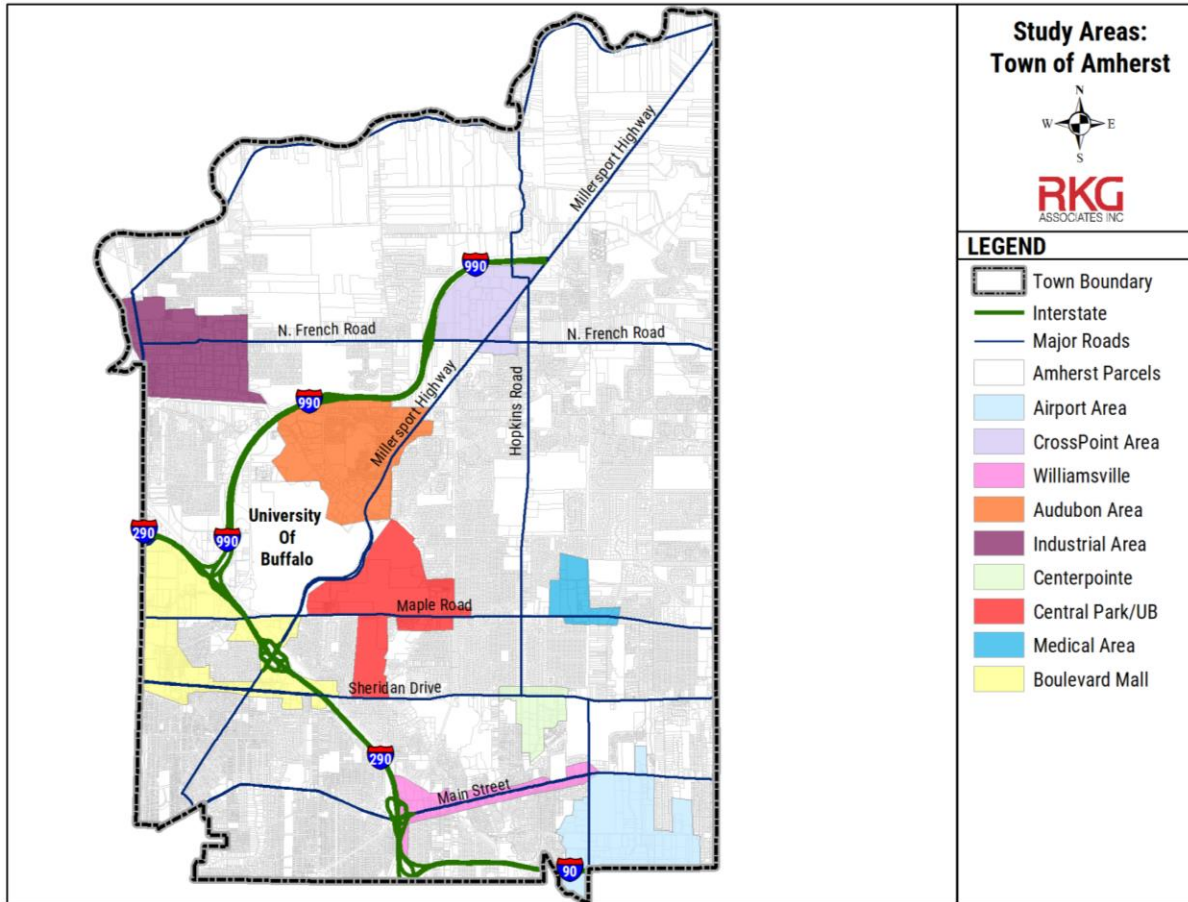 Study Areas:
Town of Amherst
N
W E
S
RKG
ASSOCIATES INC
LEGEND
Town Boundary
Interstate
Major Roads
Amherst Parcels
Airport Area
CrossPoint Area
Williamsville
Audubon Area
Industrial Area
Centerpointe
Central Park/UB
Medical Area
Boulevard Mall
Millersport Highway
990
N. French Road
N. French Road
990
Millersport Highway
Hopkins Road
University
Of
Buffalo
290
990
Maple Road
Sheridan Drive
290
Main Street
90